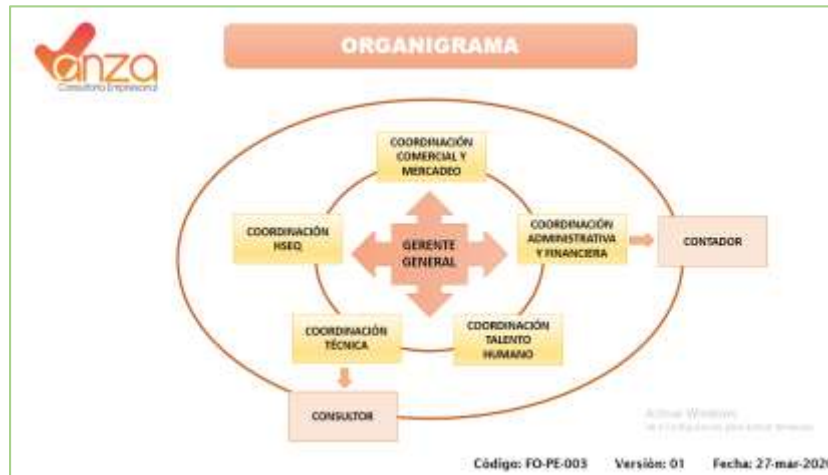 ORGANIGRAMA
anza
Consultoría Empresarial
COORDINACIÓN
COMERCIAL Y
MERCADEO
COORDINACIÓN
HSEQ
GERENTE
GENERAL
COORDINACIÓN
ADMINISTRATIVA
Y FINANCIERA
CONTADOR
COORDINACIÓN
TÉCNICA
COORDINACIÓN
TALENTO
HUMANO
CONSULTOR
Activar Windows
Código: FO-PE-003 Versión: 01 Fecha: 27-mar-2020